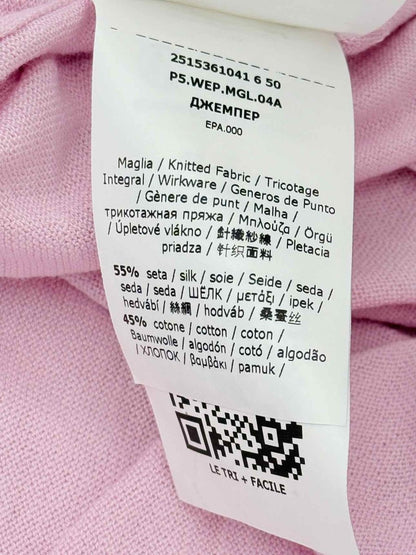 2515361041 6 50
P5.WEP.MGL.04A
ДЖЕМПЕР
EPA.000
Maglia / Knitted Fabric / Tricotage
Integral / Wirkware / Generos de Punto
/ Gènere de punt / Malha /
трикотажная пряжа / Μπλούζα / Örgü
/ Úpletové vlákno / 針織紗線 / Pletacia
priadza / 针织面料
55% seta / silk / soie / Seide / seda /
seda / seda / ШЁЛК / μετάξι / ipek /
hedvábí / 絲綢 / hodváb / 桑蚕丝
45% cotone / cotton / coton /
Baumwolle / algodón / cotó / algodão
/ ХЛОПОК / βαμβάκι / pamuk /
LE TRI + FACILE